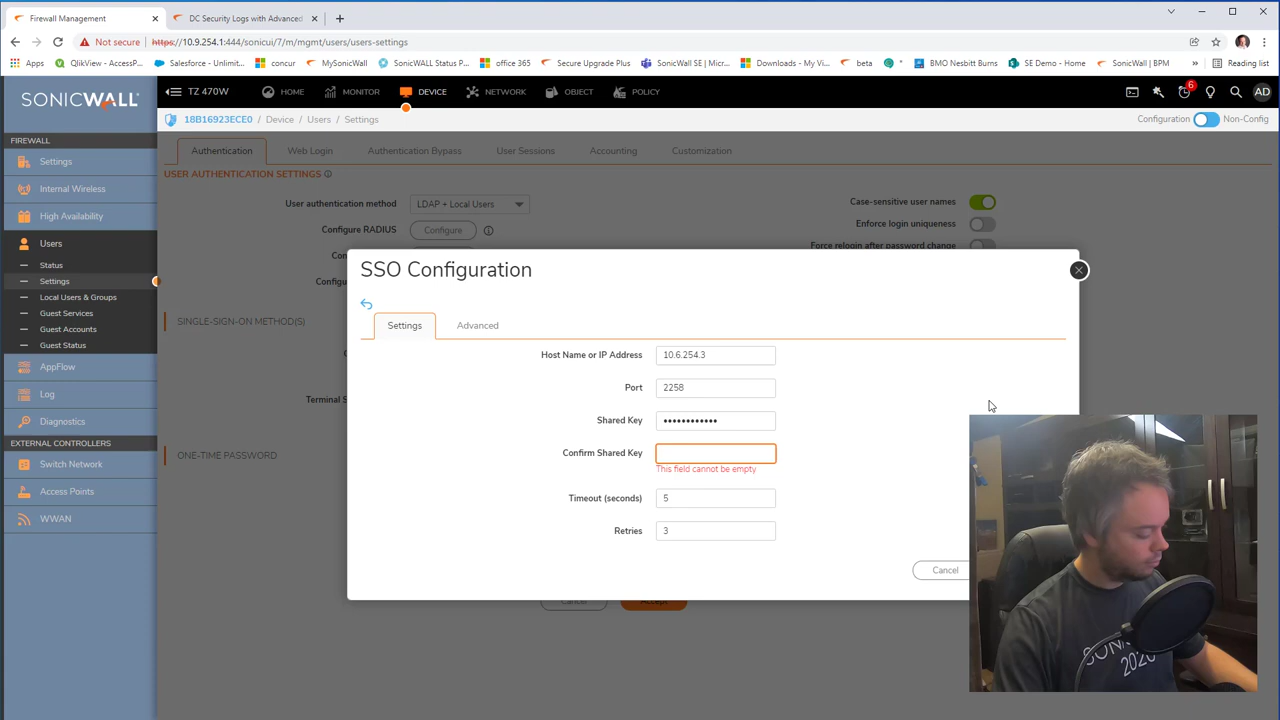 Firewall Management
DC Security Logs with Advanced
Not secure
https://10.9.254.1:444/sonicui/7/m/mgmt/users/users-settings
Apps
QlikView - AccessP...
Salesforce - Unlimit...
concur
MySonicWall
SonicWALL Status P...
office 365
Secure Upgrade Plus
SonicWall SE | Micr...
Downloads - My Vi...
beta
BMO Nesbitt Burns
SE Demo - Home
SonicWall | BPM
Reading list
SONICWALL
TZ 470W
HOME
MONITOR
DEVICE
NETWORK
OBJECT
POLICY
6
AD
18B16923ECE0 / Device / Users / Settings
Configuration
Non-Config
FIREWALL
Settings
Internal Wireless
High Availability
Users
Status
Settings
Local Users & Groups
Guest Services
Guest Accounts
Guest Status
AppFlow
Log
Diagnostics
EXTERNAL CONTROLLERS
Switch Network
Access Points
WWAN
Authentication
Web Login
Authentication Bypass
User Sessions
Accounting
Customization
USER AUTHENTICATION SETTINGS
User authentication method
LDAP + Local Users
Case-sensitive user names
Configure RADIUS
Configure
Enforce login uniqueness
Force relogin after password change
SINGLE-SIGN-ON METHOD(S)
ONE-TIME PASSWORD
SSO Configuration
Settings
Advanced
Host Name or IP Address
10.6.254.3
Port
2258
Shared Key
••••••••••••
Confirm Shared Key
This field cannot be empty
Timeout (seconds)
5
Retries
3
Cancel
Cancel
Accept
2020